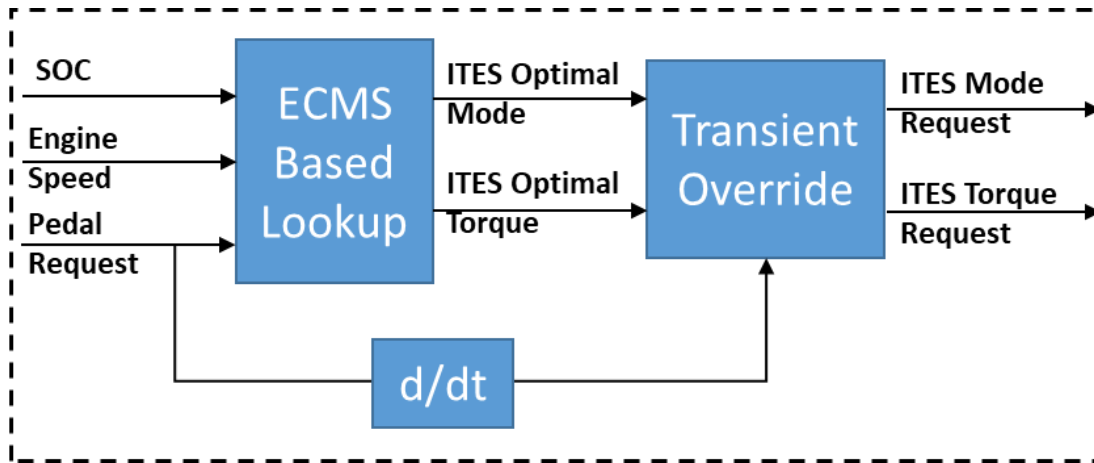 SOC
Engine
Speed
Pedal
Request
ECMS
Based
Lookup
ITES Optimal
Mode
ITES Optimal
Torque
Transient
Override
ITES Mode
Request
ITES Torque
Request
d/dt